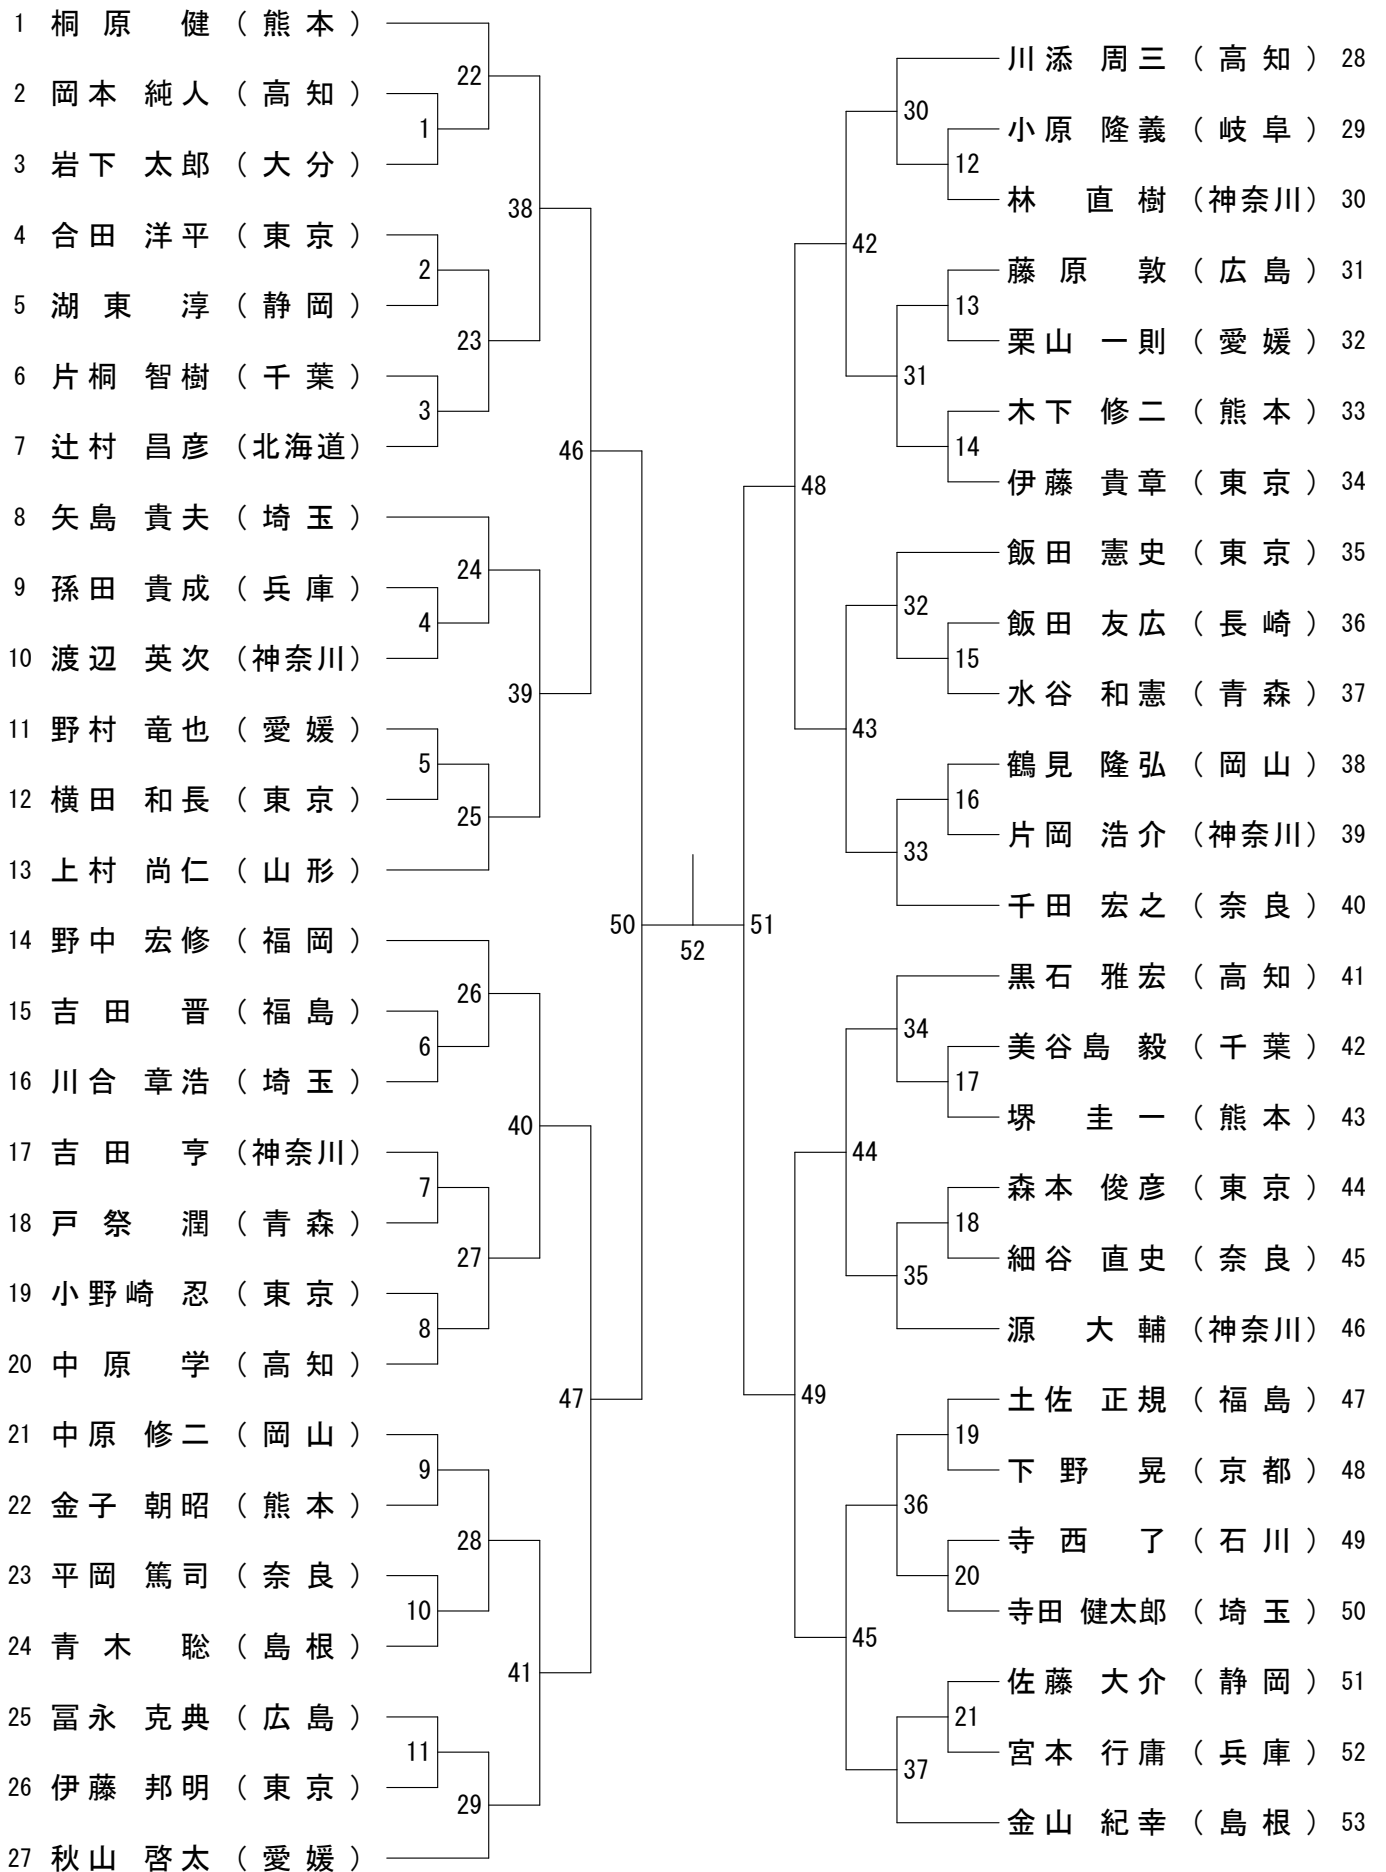 1 桐原 健 (熊本)
2 岡本 純人 (高知)
3 岩下 太郎 (大分)
4 合田 洋平 (東京)
5 湖東 淳 (静岡)
6 片桐 智樹 (千葉)
7 辻村 昌彦 (北海道)
8 矢島 貴夫 (埼玉)
9 孫田 貴成 (兵庫)
10 渡辺 英次 (神奈川)
11 野村 竜也 (愛媛)
12 横田 和長 (東京)
13 上村 尚仁 (山形)
14 野中 宏修 (福岡)
15 吉田 晋 (福島)
16 川合 章浩 (埼玉)
17 吉田 亨 (神奈川)
18 戸祭 潤 (青森)
19 小野崎 忍 (東京)
20 中原 学 (高知)
21 中原 修二 (岡山)
22 金子 朝昭 (熊本)
23 平岡 篤司 (奈良)
24 青木 聡 (島根)
25 冨永 克典 (広島)
26 伊藤 邦明 (東京)
27 秋山 啓太 (愛媛)
1
2
3
4
5
6
7
8
9
10
11
22
23
24
25
26
27
28
29
38
39
40
41
46
47
50
52
51
48
49
42
43
44
45
30
31
32
33
34
35
36
37
12
13
14
15
16
17
18
19
20
21
川添 周三 (高知) 28
小原 隆義 (岐阜) 29
林 直樹 (神奈川) 30
藤原 敦 (広島) 31
栗山 一則 (愛媛) 32
木下 修二 (熊本) 33
伊藤 貴章 (東京) 34
飯田 憲史 (東京) 35
飯田 友広 (長崎) 36
水谷 和憲 (青森) 37
鶴見 隆弘 (岡山) 38
片岡 浩介 (神奈川) 39
千田 宏之 (奈良) 40
黒石 雅宏 (高知) 41
美谷島 毅 (千葉) 42
堺 圭一 (熊本) 43
森本 俊彦 (東京) 44
細谷 直史 (奈良) 45
源 大輔 (神奈川) 46
土佐 正規 (福島) 47
下野 晃 (京都) 48
寺西 了 (石川) 49
寺田 健太郎 (埼玉) 50
佐藤 大介 (静岡) 51
宮本 行庸 (兵庫) 52
金山 紀幸 (島根) 53